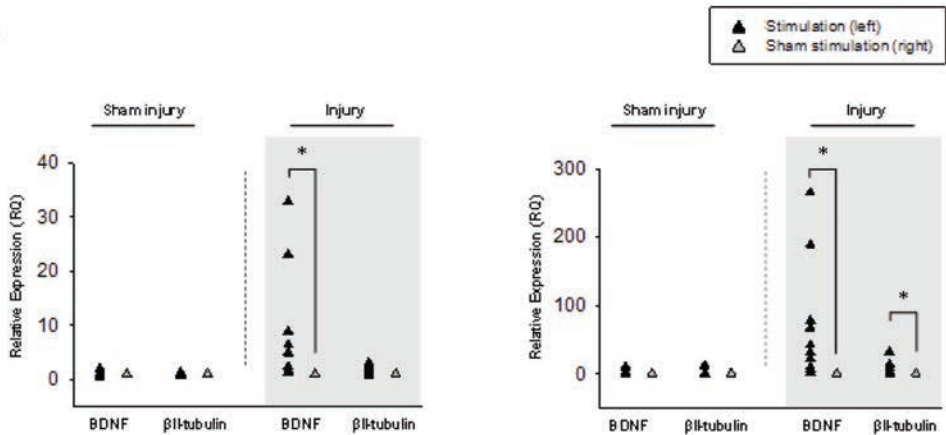 Stimulation (left)
Sham stimulation (right)
Sham injury
Injury
Relative Expression (RQ)
40
30
20
10
0
*
BDNF
βII-tubulin
BDNF
βII-tubulin
Sham injury
Injury
Relative Expression (RQ)
300
200
100
0
*
*
BDNF
βII-tubulin
BDNF
βII-tubulin